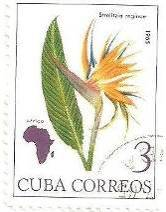 Strelitzia reginae
1965
Africa
3
CUBA CORREOS